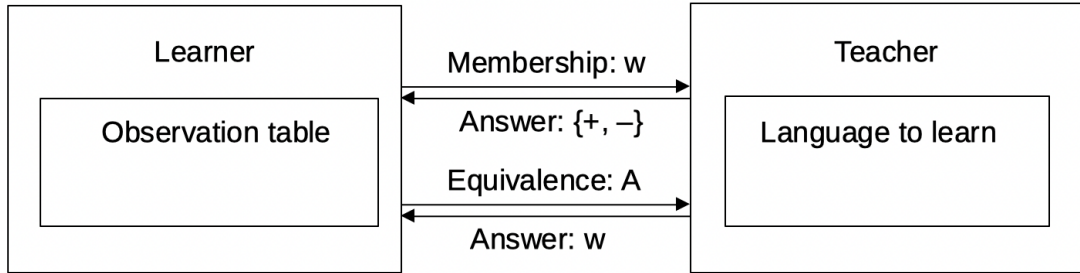 Learner
Observation table
Membership: w
Answer: {+, –}
Equivalence: A
Answer: w
Teacher
Language to learn